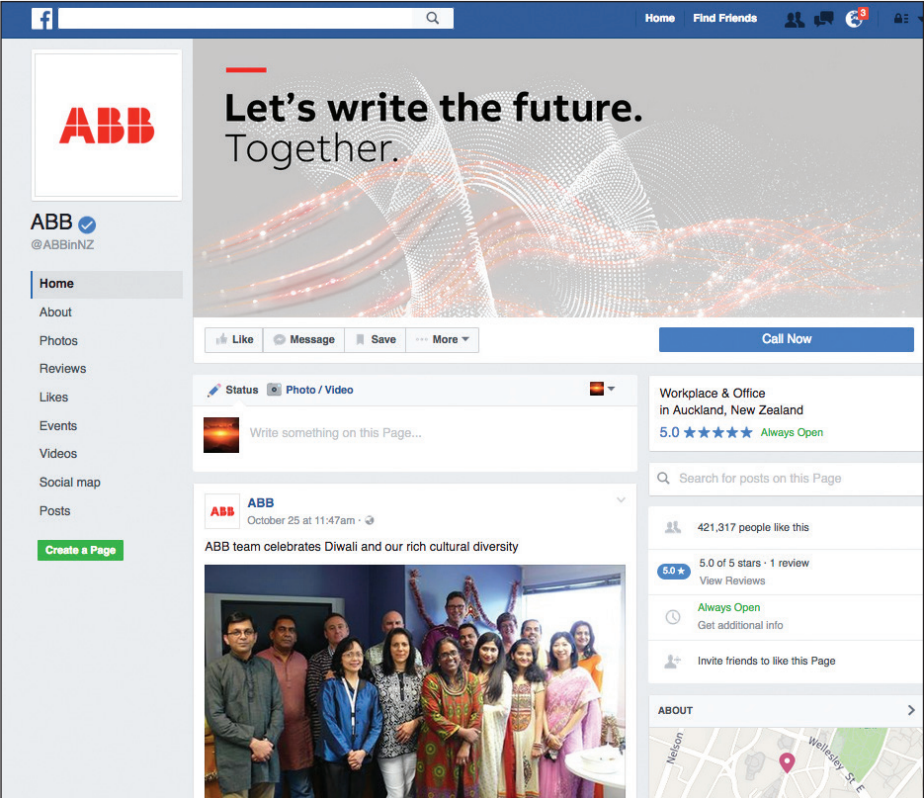 f
Home Find Friends 3
ABB
Let's write the future.
Together.
ABB
@ABBinNZ
Home
About
Photos
Reviews
Likes
Events
Videos
Social map
Posts
Create a Page
Like Message Save ··· More
Call Now
Status Photo / Video
Write something on this Page...
ABB
ABB
October 25 at 11:47am ·
ABB team celebrates Diwali and our rich cultural diversity
Workplace & Office
in Auckland, New Zealand
5.0 ★★★★★ Always Open
Search for posts on this Page
421,317 people like this
5.0 ★
5.0 of 5 stars · 1 review
View Reviews
Always Open
Get additional info
Invite friends to like this Page
ABOUT
Nelson
Wellesley St E